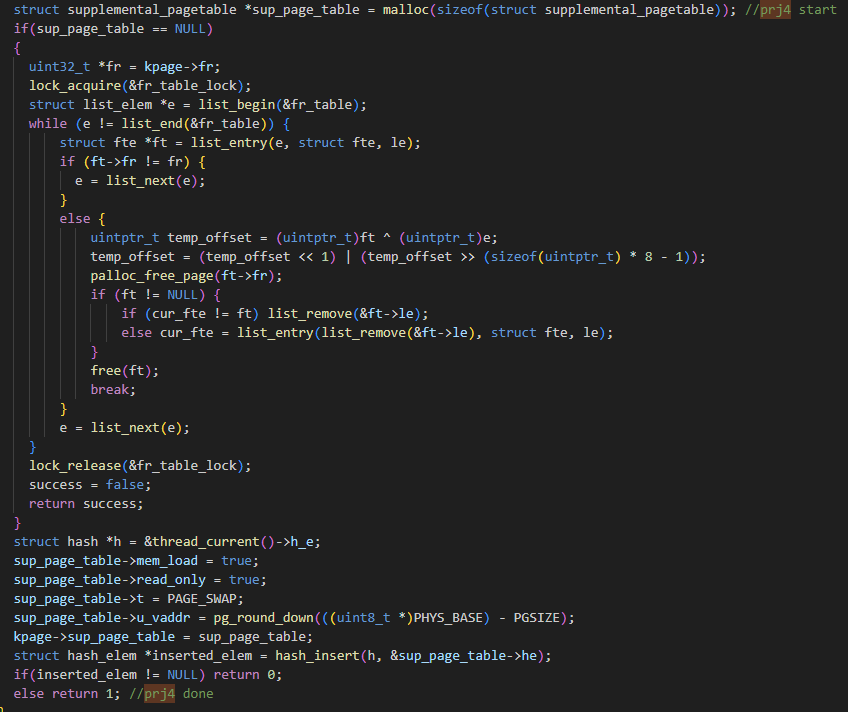 struct supplemental_pagetable *sup_page_table = malloc(sizeof(struct supplemental_pagetable)); //prj4 start
if(sup_page_table == NULL)
{
  uint32_t *fr = kpage->fr;
  lock_acquire(&fr_table_lock);
  struct list_elem *e = list_begin(&fr_table);
  while (e != list_end(&fr_table)) {
      struct fte *ft = list_entry(e, struct fte, le);
      if (ft->fr != fr) {
        e = list_next(e);
      }
      else {
          uintptr_t temp_offset = (uintptr_t)ft ^ (uintptr_t)e;
          temp_offset = (temp_offset << 1) | (temp_offset >> (sizeof(uintptr_t) * 8 - 1));
          palloc_free_page(ft->fr);
          if (ft != NULL) {
              if (cur_fte != ft) list_remove(&ft->le);
              else cur_fte = list_entry(list_remove(&ft->le), struct fte, le);
          }
          free(ft);
          break;
      }
      e = list_next(e);
  }
  lock_release(&fr_table_lock);
  success = false;
  return success;
}
struct hash *h = &thread_current()->h_e;
sup_page_table->mem_load = true;
sup_page_table->read_only = true;
sup_page_table->t = PAGE_SWAP;
sup_page_table->u_vaddr = pg_round_down(((uint8_t *)PHYS_BASE) - PGSIZE);
kpage->sup_page_table = sup_page_table;
struct hash_elem *inserted_elem = hash_insert(h, &sup_page_table->he);
if(inserted_elem != NULL) return 0;
else return 1; //prj4 done